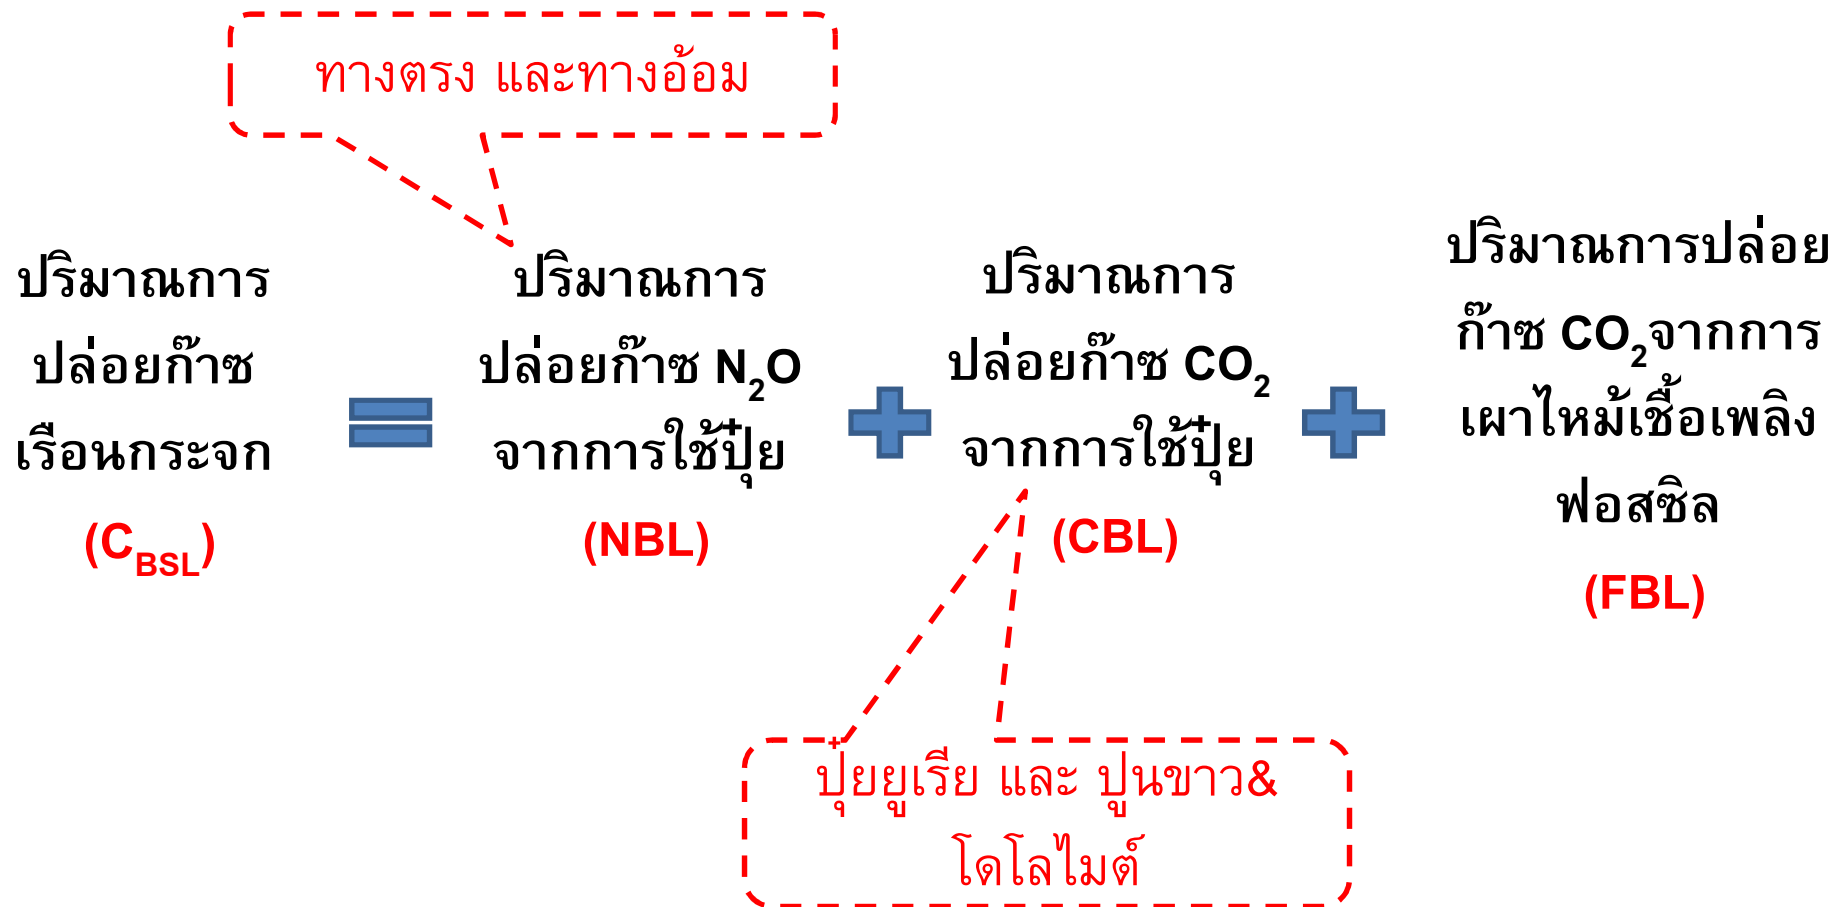 ทางตรง และทางอ้อม
ปริมาณการ
ปล่อยก๊าซ
เรือนกระจก
(C_BSL)
ปริมาณการ
ปล่อยก๊าซ N₂O
จากการใช้ปุ๋ย
(NBL)
ปริมาณการ
ปล่อยก๊าซ CO₂
จากการใช้ปุ๋ย
(CBL)
ปริมาณการปล่อย
ก๊าซ CO₂จากการ
เผาไหม้เชื้อเพลิง
ฟอสซิล
(FBL)
ปุ๋ยยูเรีย และ ปูนขาว&
โดโลไมต์